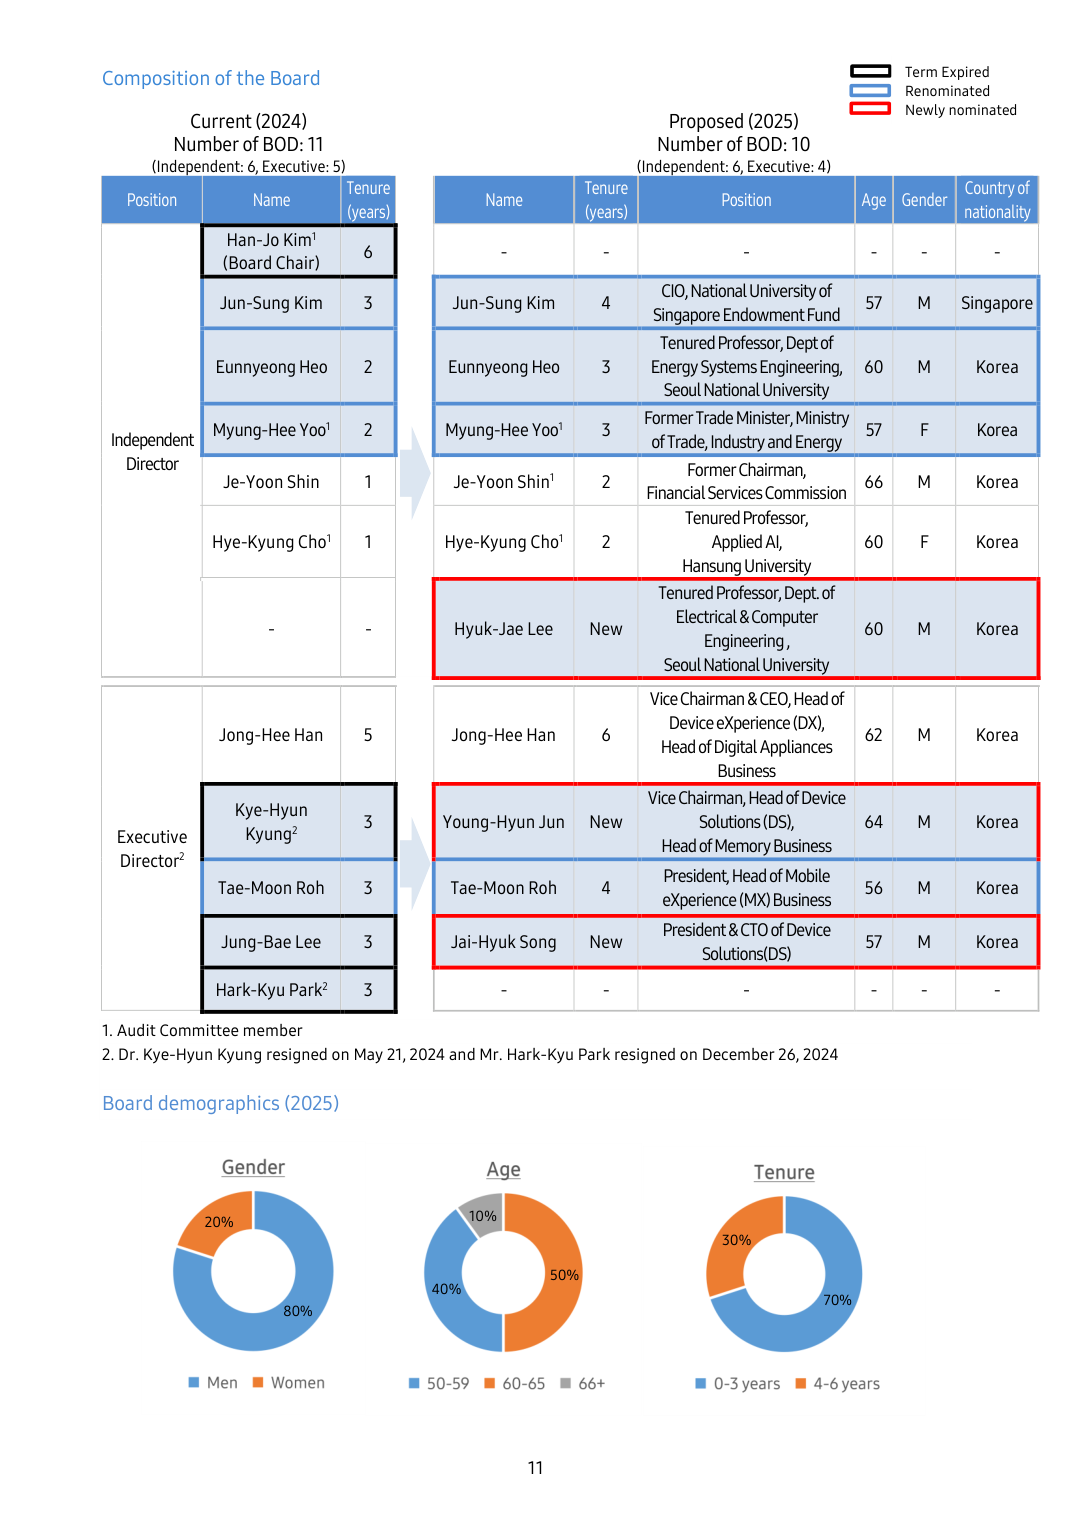 Composition of the Board
Term Expired
Renominated
Newly nominated
Current (2024)
Number of BOD: 11
(Independent: 6, Executive: 5)
Proposed (2025)
Number of BOD: 10
(Independent: 6, Executive: 4)
Position Name Tenure (years)
Name Tenure (years) Position Age Gender Country of nationality
Independent Director
Han-Jo Kim¹ (Board Chair) 6 - - - - - -
Jun-Sung Kim 3 Jun-Sung Kim 4 CIO, National University of Singapore Endowment Fund 57 M Singapore
Eunnyeong Heo 2 Eunnyeong Heo 3 Tenured Professor, Dept of Energy Systems Engineering, Seoul National University 60 M Korea
Myung-Hee Yoo¹ 2 Myung-Hee Yoo¹ 3 Former Trade Minister, Ministry of Trade, Industry and Energy 57 F Korea
Je-Yoon Shin 1 Je-Yoon Shin¹ 2 Former Chairman, Financial Services Commission 66 M Korea
Hye-Kyung Cho¹ 1 Hye-Kyung Cho¹ 2 Tenured Professor, Applied AI, Hansung University 60 F Korea
- - Hyuk-Jae Lee New Tenured Professor, Dept. of Electrical & Computer Engineering , Seoul National University 60 M Korea
Executive Director²
Jong-Hee Han 5 Jong-Hee Han 6 Vice Chairman & CEO, Head of Device eXperience (DX), Head of Digital Appliances Business 62 M Korea
Kye-Hyun Kyung² 3 Young-Hyun Jun New Vice Chairman, Head of Device Solutions (DS), Head of Memory Business 64 M Korea
Tae-Moon Roh 3 Tae-Moon Roh 4 President, Head of Mobile eXperience (MX) Business 56 M Korea
Jung-Bae Lee 3 Jai-Hyuk Song New President & CTO of Device Solutions(DS) 57 M Korea
Hark-Kyu Park² 3 - - - - - -
1. Audit Committee member
2. Dr. Kye-Hyun Kyung resigned on May 21, 2024 and Mr. Hark-Kyu Park resigned on December 26, 2024
Board demographics (2025)
Gender
20%
80%
Men Women
Age
10%
50%
40%
50-59 60-65 66+
Tenure
30%
70%
0-3 years 4-6 years
11